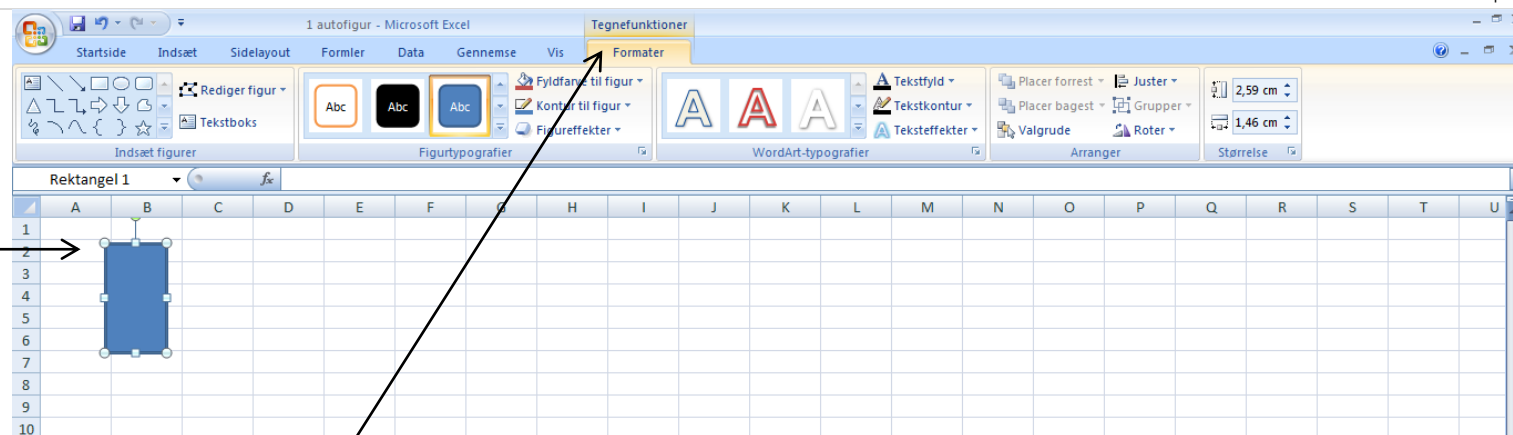 1 autofigur - Microsoft Excel Tegnefunktioner
Startside Indsæt Sidelayout Formler Data Gennemse Vis Formater
Rediger figur
Tekstboks
Indsæt figurer
Abc Abc Abc
Fyldfarve til figur
Kontur til figur
Figureffekter
Figurtypografier
A A A
Tekstfyld
Tekstkontur
Teksteffekter
WordArt-typografier
Placer forrest Juster
Placer bagest Grupper
Valgrude Roter
Arranger
2,59 cm
1,46 cm
Størrelse
Rektangel 1 fx
A B C D E F G H I J K L M N O P Q R S T U
1
2
3
4
5
6
7
8
9
10